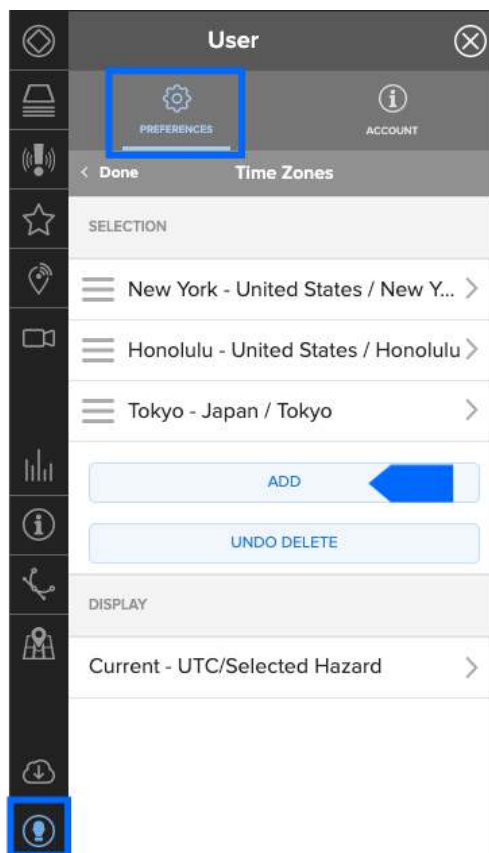 User
PREFERENCES
ACCOUNT
< Done Time Zones
SELECTION
New York - United States / New Y...
Honolulu - United States / Honolulu
Tokyo - Japan / Tokyo
ADD
UNDO DELETE
DISPLAY
Current - UTC/Selected Hazard